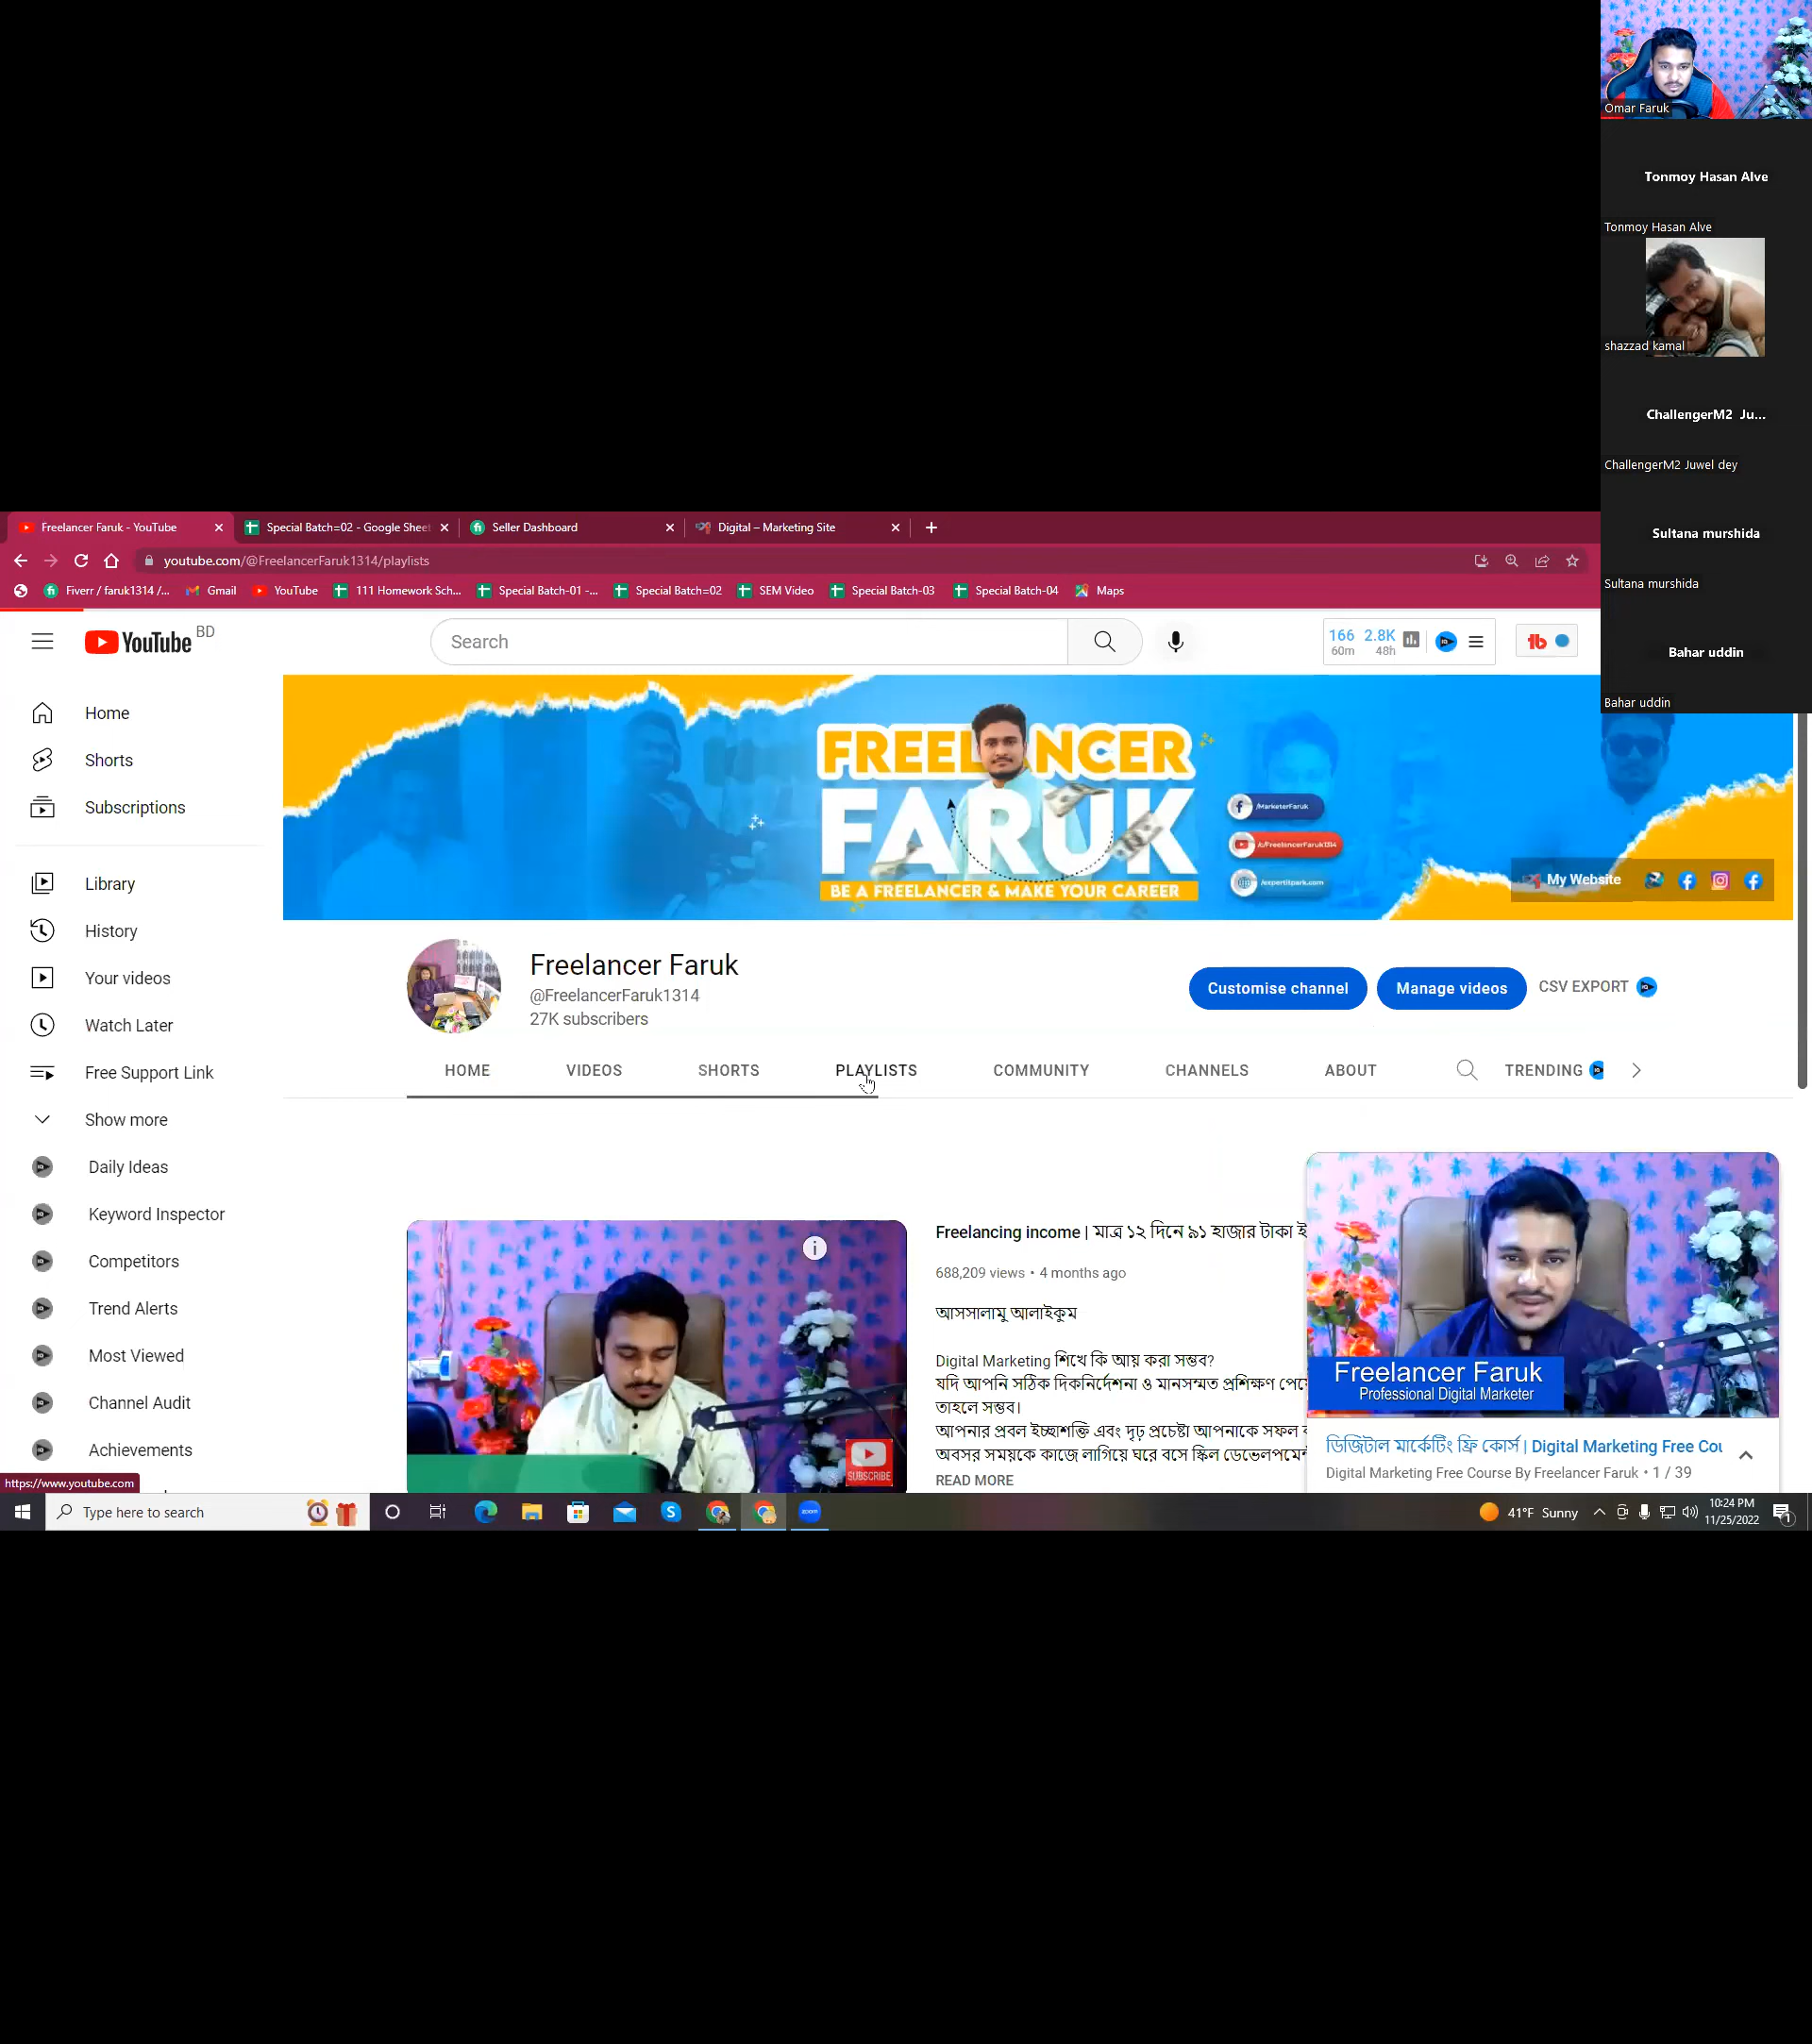 Omar Faruk
Tonmoy Hasan Alve
Tonmoy Hasan Alve
shazzad kamal
ChallengerM2 Ju...
ChallengerM2 Juwel dey
Sultana murshida
Sultana murshida
Bahar uddin
Bahar uddin
Freelancer Faruk - YouTube
Special Batch=02 - Google Sheet
Seller Dashboard
Digital – Marketing Site
youtube.com/@FreelancerFaruk1314/playlists
Fiverr / faruk1314 /...
Gmail
YouTube
111 Homework Sch...
Special Batch-01 -...
Special Batch=02
SEM Video
Special Batch-03
Special Batch-04
Maps
YouTube BD
Search
166 2.8K
60m 48h
Home
Shorts
Subscriptions
Library
History
Your videos
Watch Later
Free Support Link
Show more
Daily Ideas
Keyword Inspector
Competitors
Trend Alerts
Most Viewed
Channel Audit
Achievements
FREEL NCER
FARUK
BE A FREELANCER & MAKE YOUR CAREER
/MarketerFaruk
/c/FreelancerFaruk1314
/expertitpark.com
My Website
Freelancer Faruk
@FreelancerFaruk1314
27K subscribers
Customise channel
Manage videos
CSV EXPORT
HOME
VIDEOS
SHORTS
PLAYLISTS
COMMUNITY
CHANNELS
ABOUT
TRENDING
Freelancing income | মাত্র ১২ দিনে ৯১ হাজার টাকা ই
688,209 views • 4 months ago
আসসালামু আলাইকুম
Digital Marketing শিখে কি আয় করা সম্ভব?
যদি আপনি সঠিক দিকনির্দেশনা ও মানসম্মত প্রশিক্ষণ পেয়ে
তাহলে সম্ভব।
আপনার প্রবল ইচ্ছাশক্তি এবং দৃঢ় প্রচেষ্টা আপনাকে সফল ক
অবসর সময়কে কাজে লাগিয়ে ঘরে বসে স্কিল ডেভেলপমেন্
READ MORE
SUBSCRIBE
Freelancer Faruk
Professional Digital Marketer
ডিজিটাল মার্কেটিং ফ্রি কোর্স | Digital Marketing Free Cou
Digital Marketing Free Course By Freelancer Faruk • 1 / 39
https://www.youtube.com
Type here to search
zoom
41°F Sunny
10:24 PM
11/25/2022
1